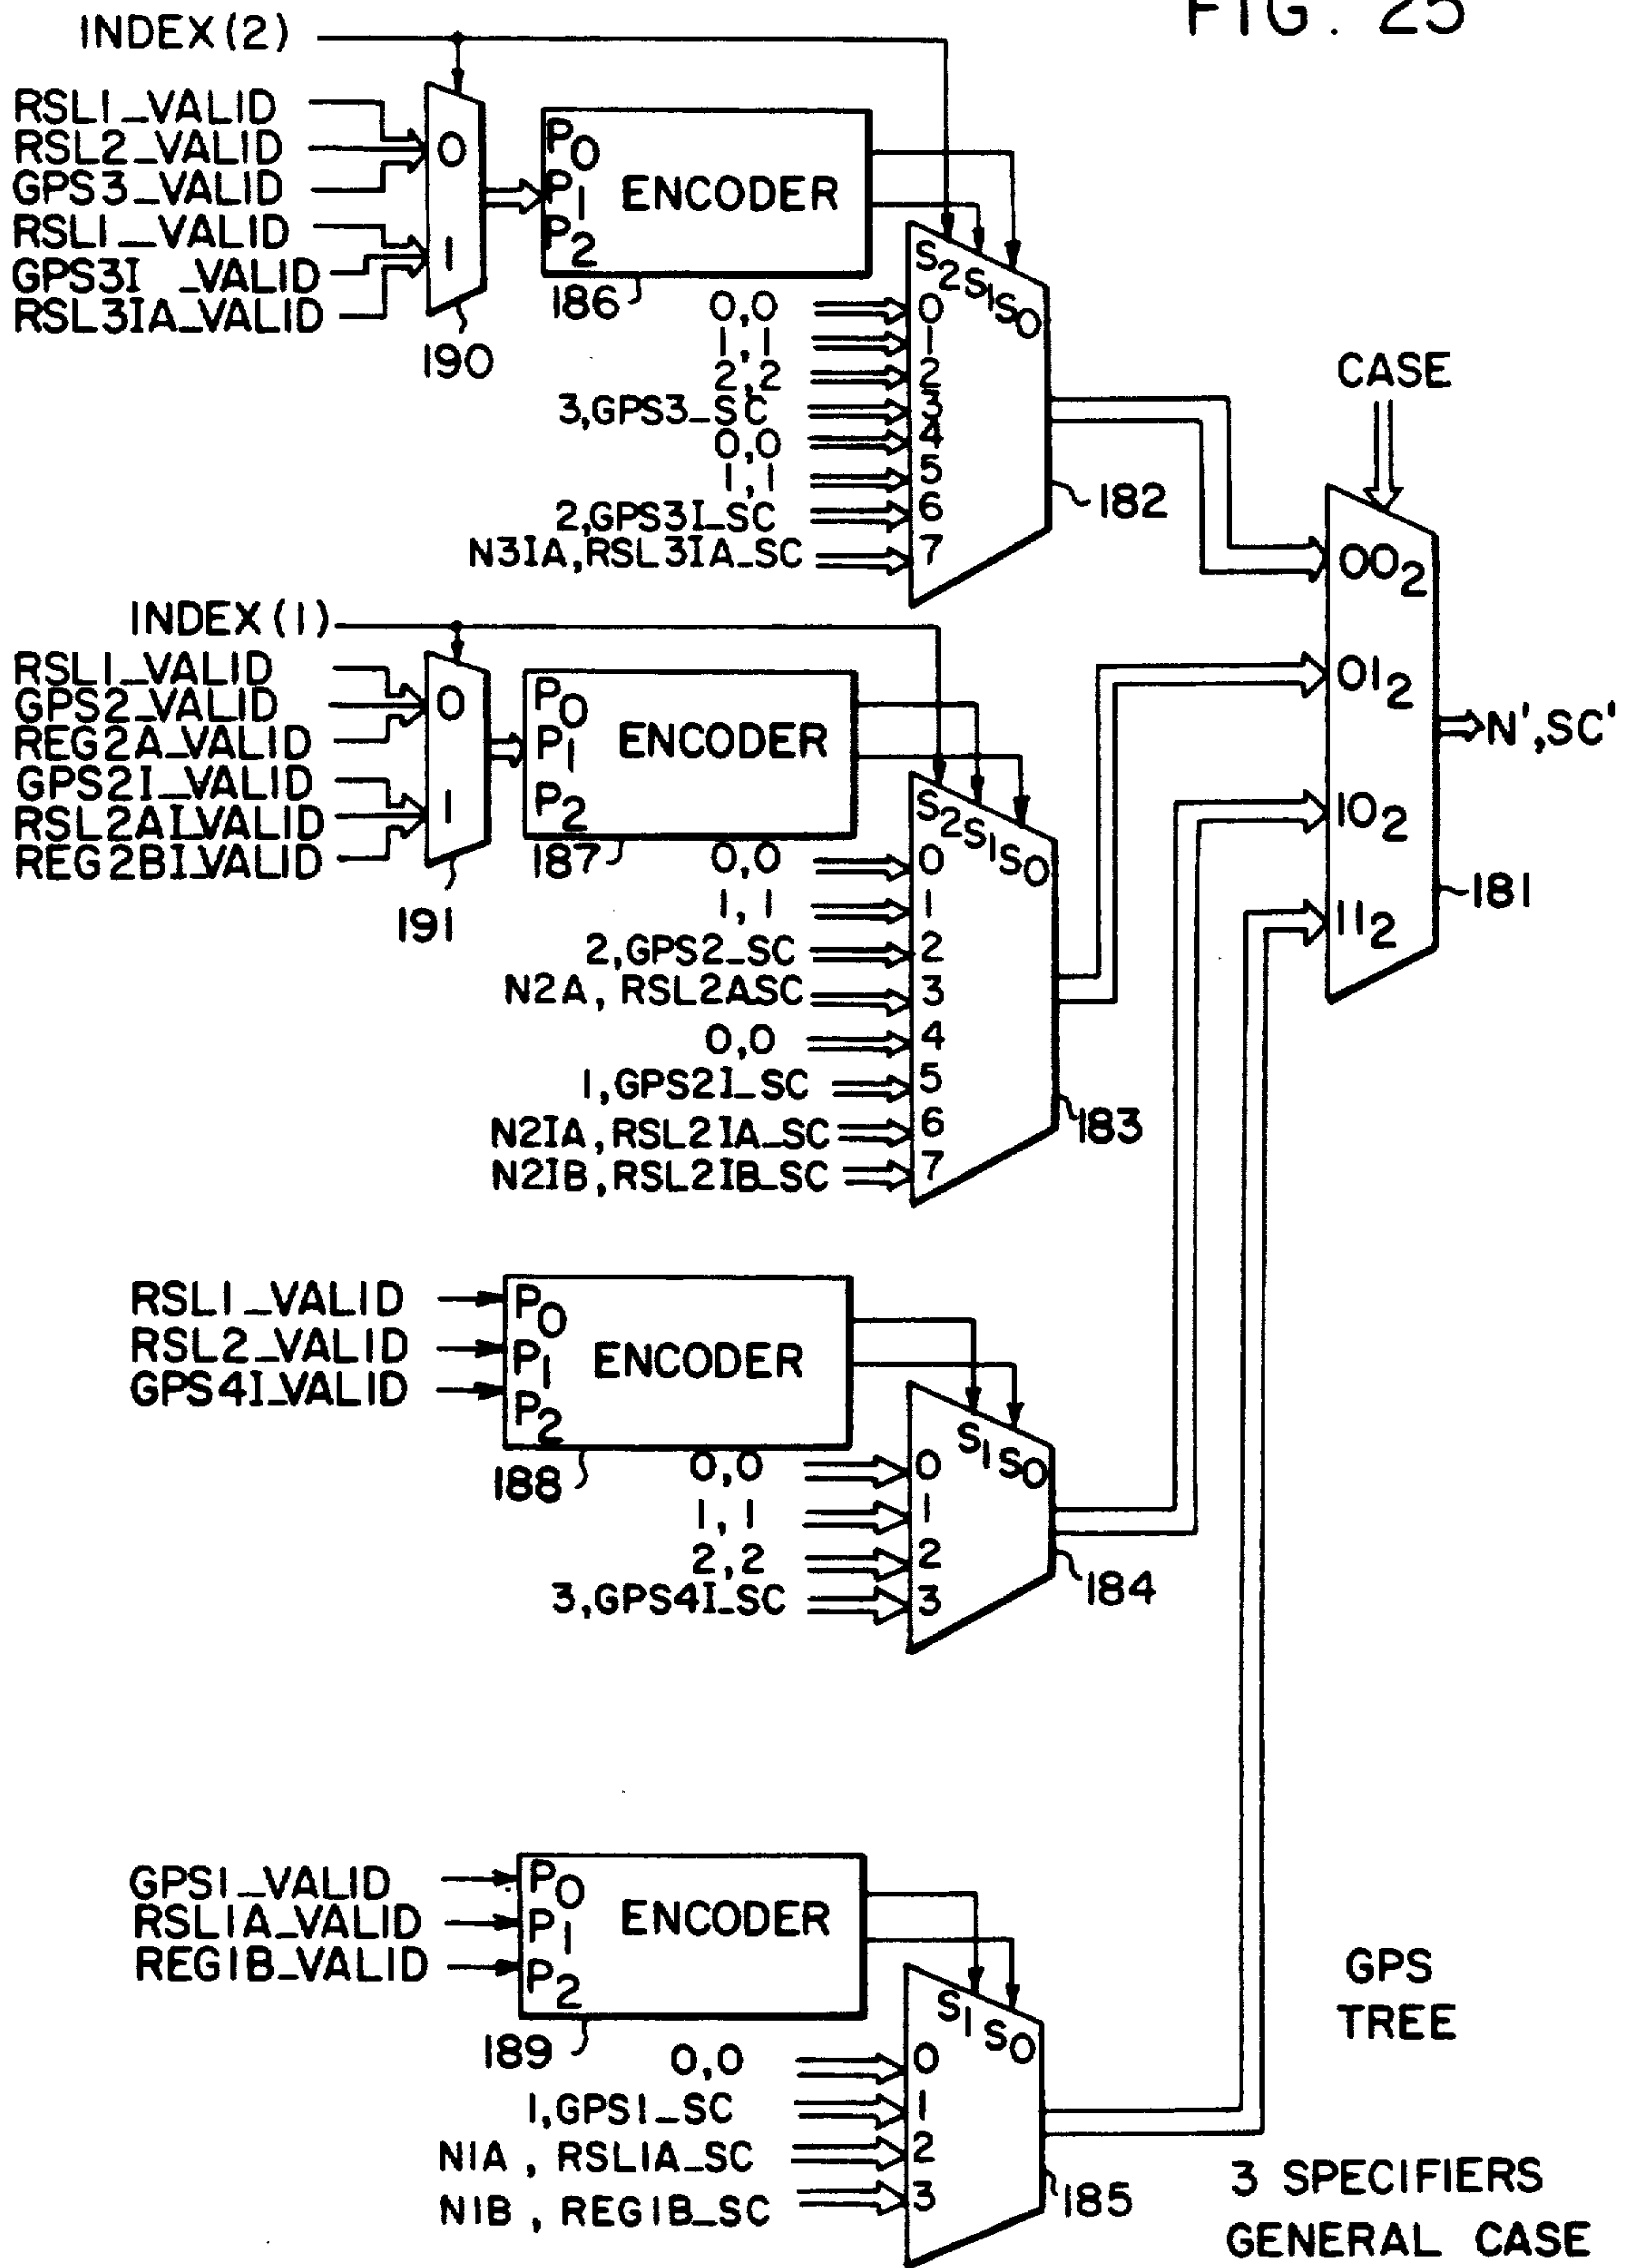 FIG. 25
INDEX(2)
RSL1_VALID
RSL2_VALID
GPS3_VALID
RSL1_VALID
GPS3I _VALID
RSL3IA_VALID
0
1
190
P0
P1
P2
ENCODER
186
S2 S1 S0
0,0 0
1,1 1
2,2 2
3,GPS3_SC 3
0,0 4
1,1 5
2,GPS3I_SC 6
N3IA,RSL3IA_SC 7
182
CASE
002
012
102
112
N',SC'
181
INDEX(1)
RSL1_VALID
GPS2_VALID
REG2A_VALID
GPS2I_VALID
RSL2AI_VALID
REG2BI_VALID
0
1
191
P0
P1
P2
ENCODER
187
S2 S1 S0
0,0 0
1,1 1
2,GPS2_SC 2
N2A, RSL2A_SC 3
0,0 4
1,GPS2I_SC 5
N2IA,RSL2IA_SC 6
N2IB,RSL2IB_SC 7
183
RSL1_VALID
RSL2_VALID
GPS4I_VALID
P0
P1
P2
ENCODER
188
S1 S0
0,0 0
1,1 1
2,2 2
3,GPS4I_SC 3
184
GPS1_VALID
RSL1A_VALID
REG1B_VALID
P0
P1
P2
ENCODER
189
S1 S0
0,0 0
1,GPS1_SC 1
N1A , RSL1A_SC 2
N1B , REG1B_SC 3
185
GPS
TREE
3 SPECIFIERS
GENERAL CASE